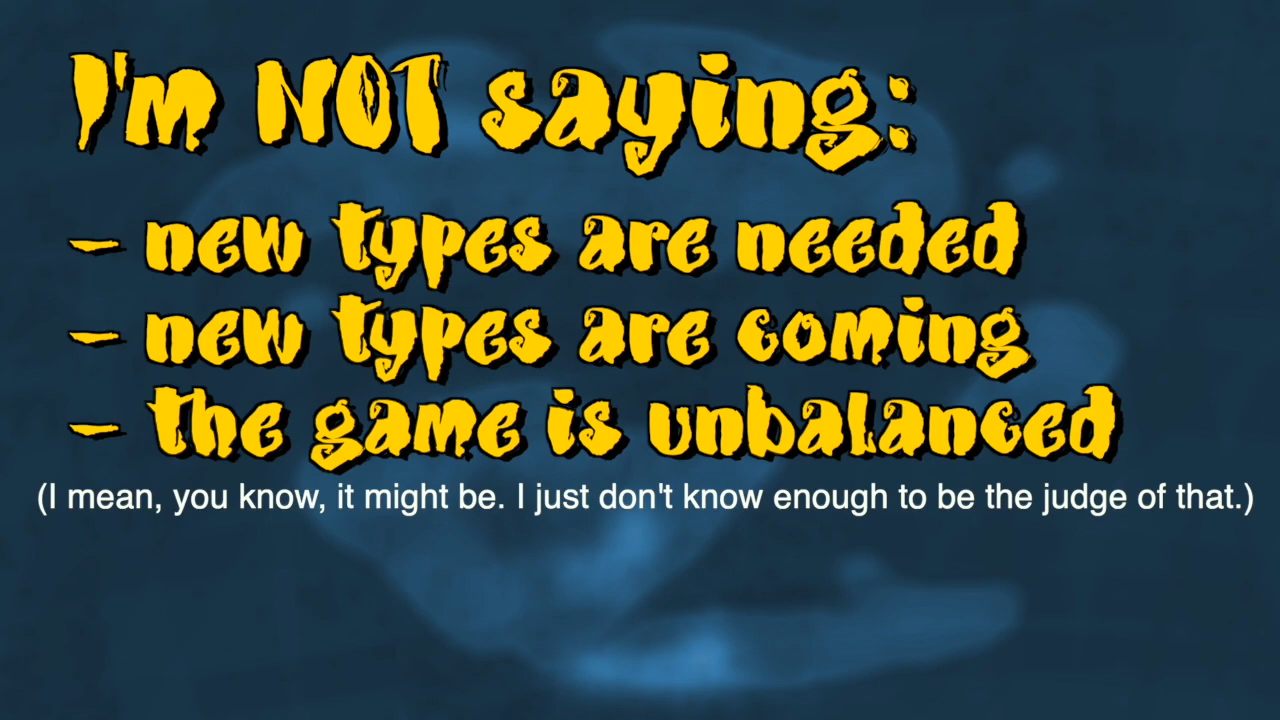 I'm NOT saying:
- new types are needed
- new types are coming
- the game is unbalanced
(I mean, you know, it might be. I just don't know enough to be the judge of that.)